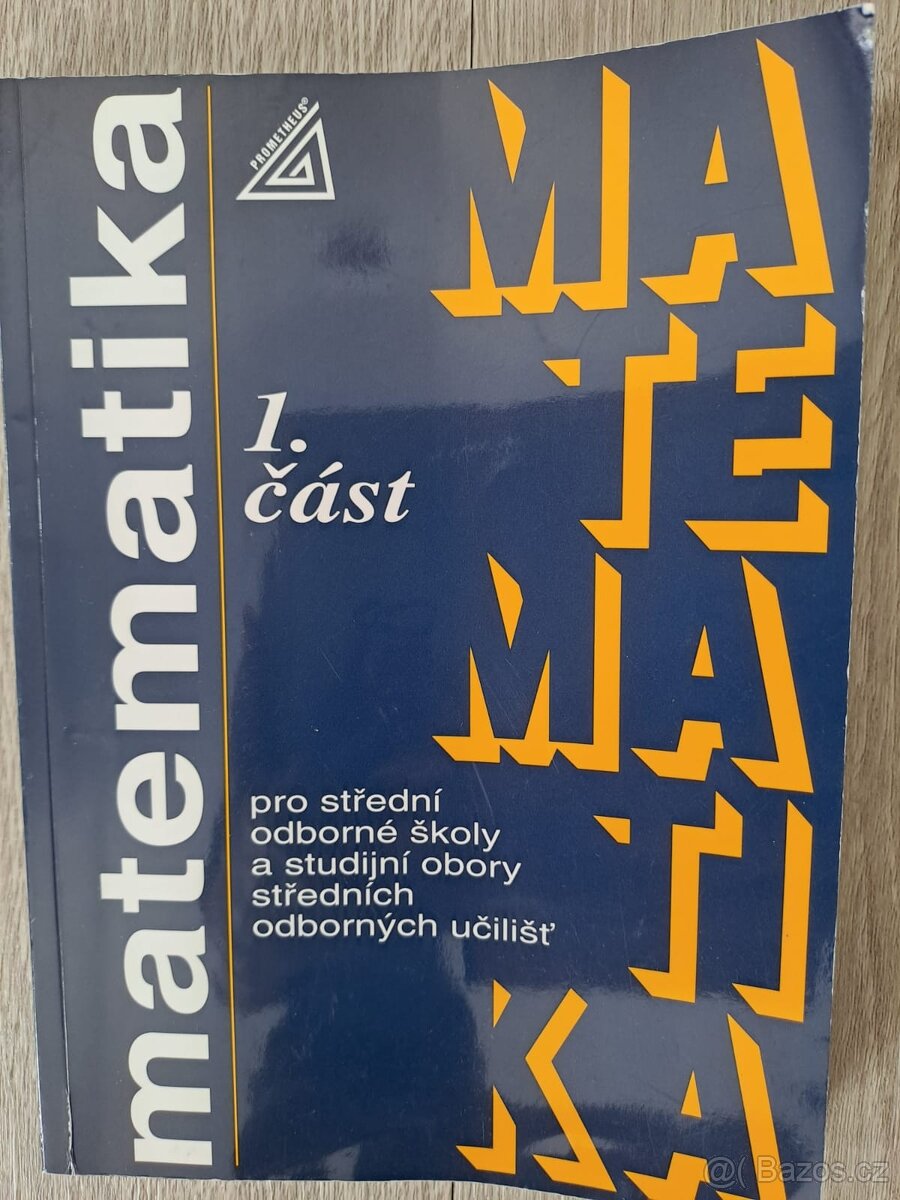 matematika
PROMETHEUS®
1.
část
pro střední
odborné školy
a studijní obory
středních
odborných učilišť
MA
TE
MA
TI
KA
@( Bazos.cz